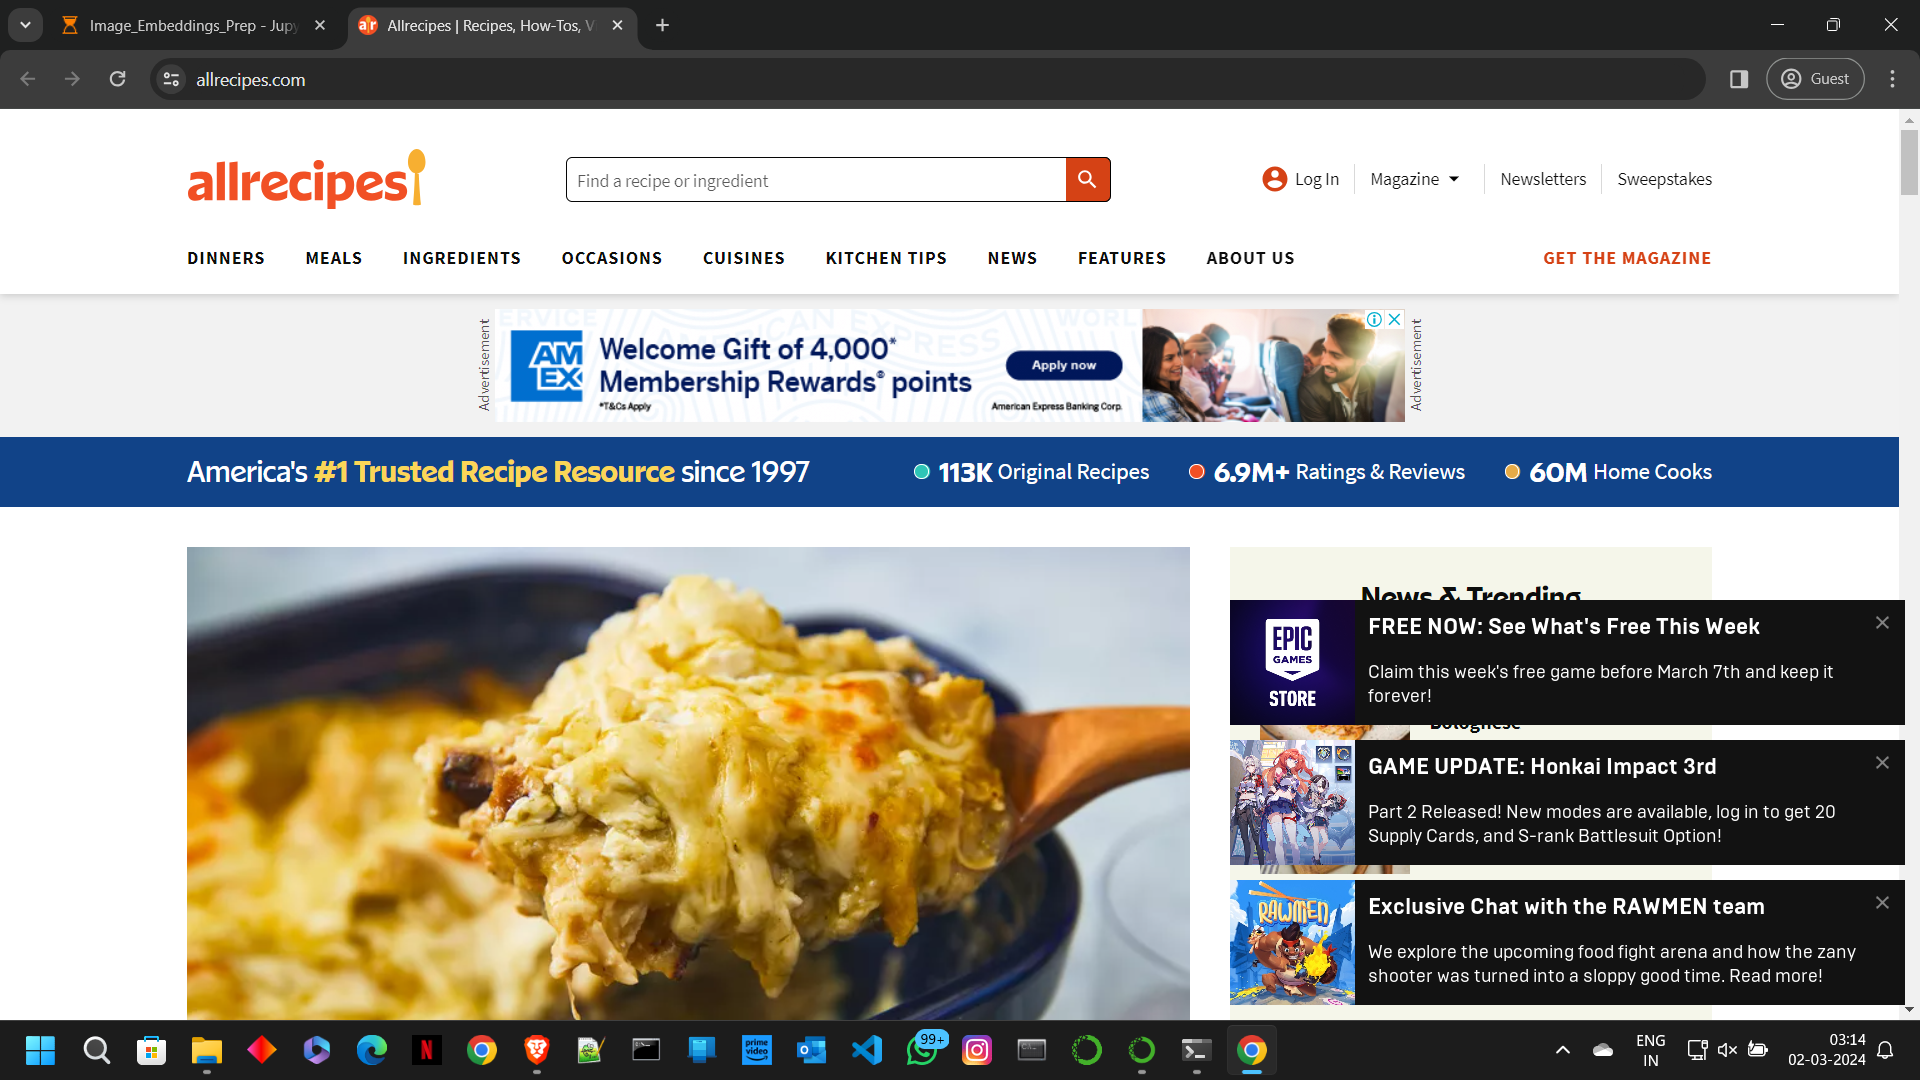 Image_Embeddings_Prep - Jupy
Allrecipes | Recipes, How-Tos, V
allrecipes.com
Guest
allrecipes
Find a recipe or ingredient
Log In
Magazine
Newsletters
Sweepstakes
DINNERS
MEALS
INGREDIENTS
OCCASIONS
CUISINES
KITCHEN TIPS
NEWS
FEATURES
ABOUT US
GET THE MAGAZINE
Advertisement
AM
EX
Welcome Gift of 4,000*
Membership Rewards® points
*T&Cs Apply
Apply now
American Express Banking Corp.
Advertisement
America's #1 Trusted Recipe Resource since 1997
113K Original Recipes
6.9M+ Ratings & Reviews
60M Home Cooks
News & Trending
EPIC
GAMES
STORE
FREE NOW: See What's Free This Week
Claim this week's free game before March 7th and keep it
forever!
Bolognese
GAME UPDATE: Honkai Impact 3rd
Part 2 Released! New modes are available, log in to get 20
Supply Cards, and S-rank Battlesuit Option!
RAWMEN
Exclusive Chat with the RAWMEN team
We explore the upcoming food fight arena and how the zany
shooter was turned into a sloppy good time. Read more!
prime
video
99+
ENG
IN
03:14
02-03-2024